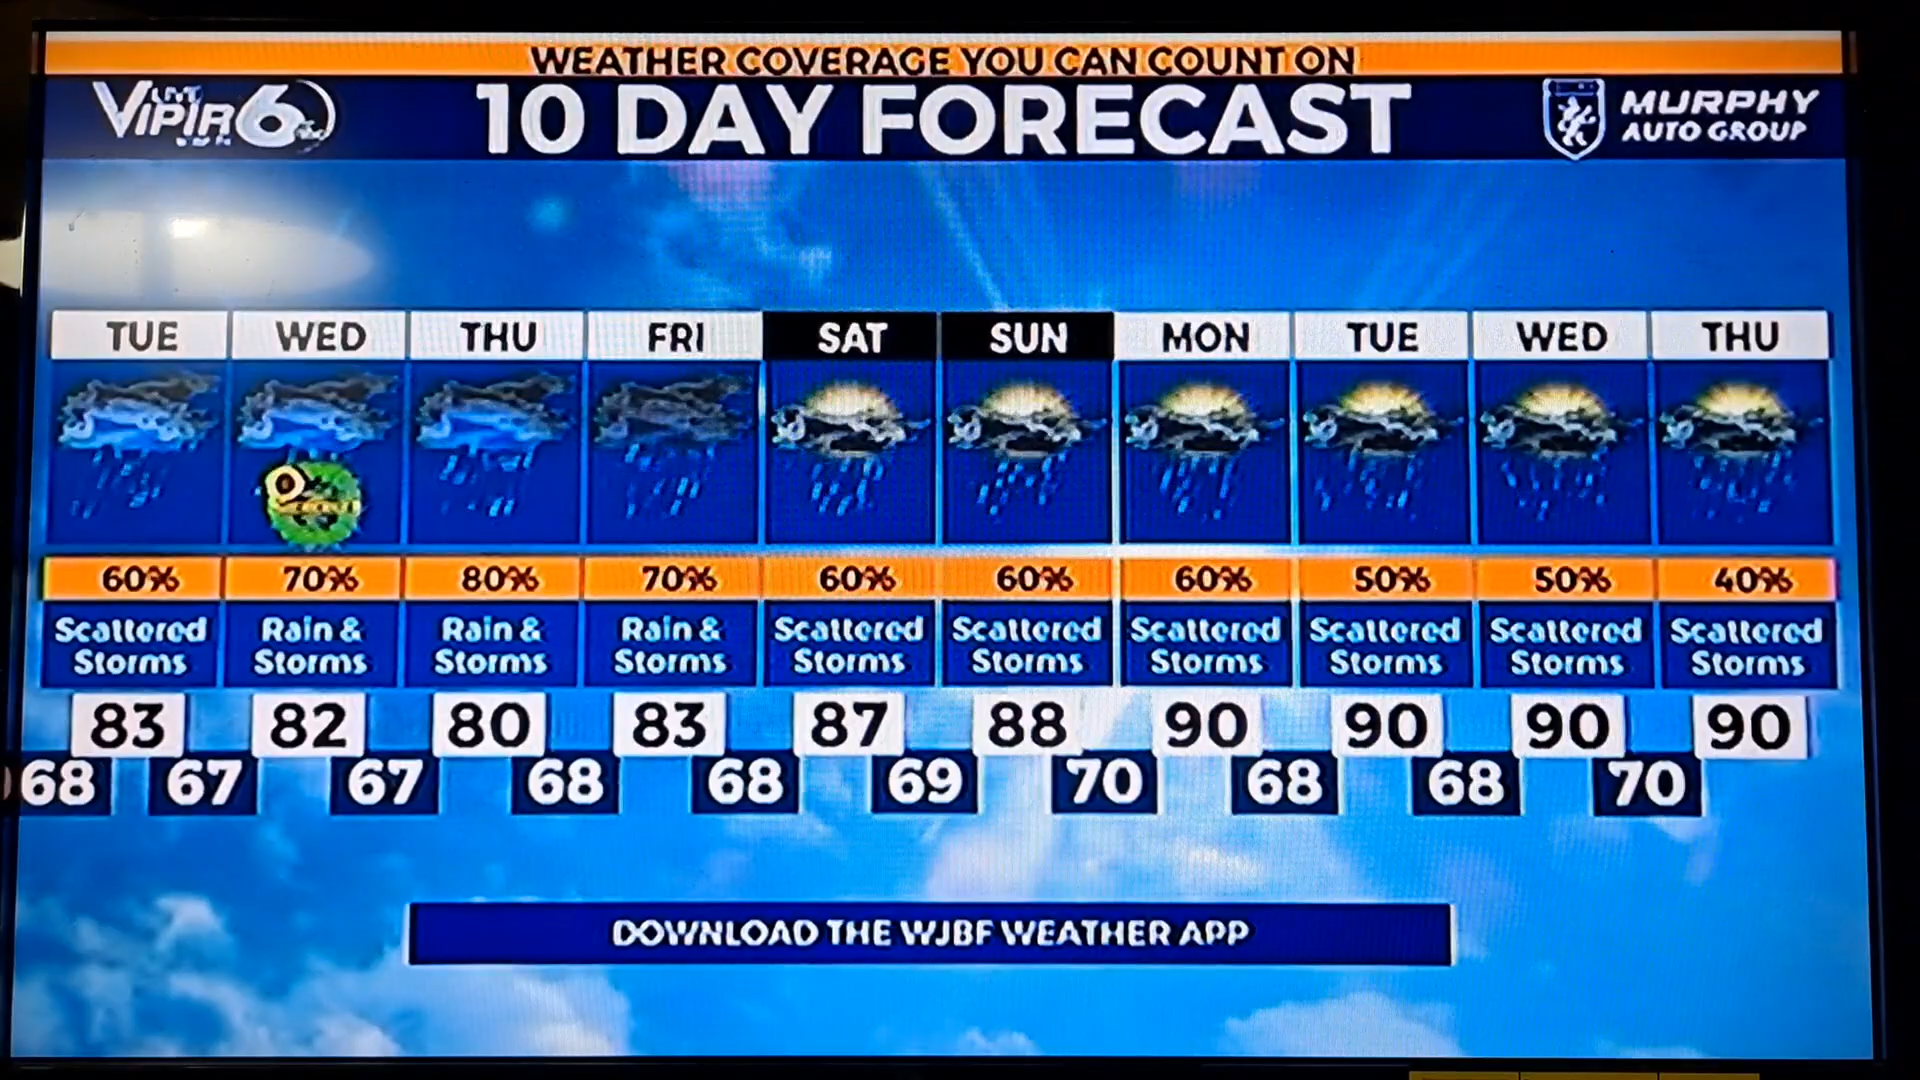 WEATHER COVERAGE YOU CAN COUNT ON
LIVE
VIPIR 6
10 DAY FORECAST
MURPHY
AUTO GROUP
TUE WED THU FRI SAT SUN MON TUE WED THU
60% 70% 80% 70% 60% 60% 60% 50% 50% 40%
Scattered Rain & Rain & Rain & Scattered Scattered Scattered Scattered Scattered Scattered
Storms Storms Storms Storms Storms Storms Storms Storms Storms Storms
83 82 80 83 87 88 90 90 90 90
68 67 67 68 68 69 70 68 68 70
DOWNLOAD THE WJBF WEATHER APP